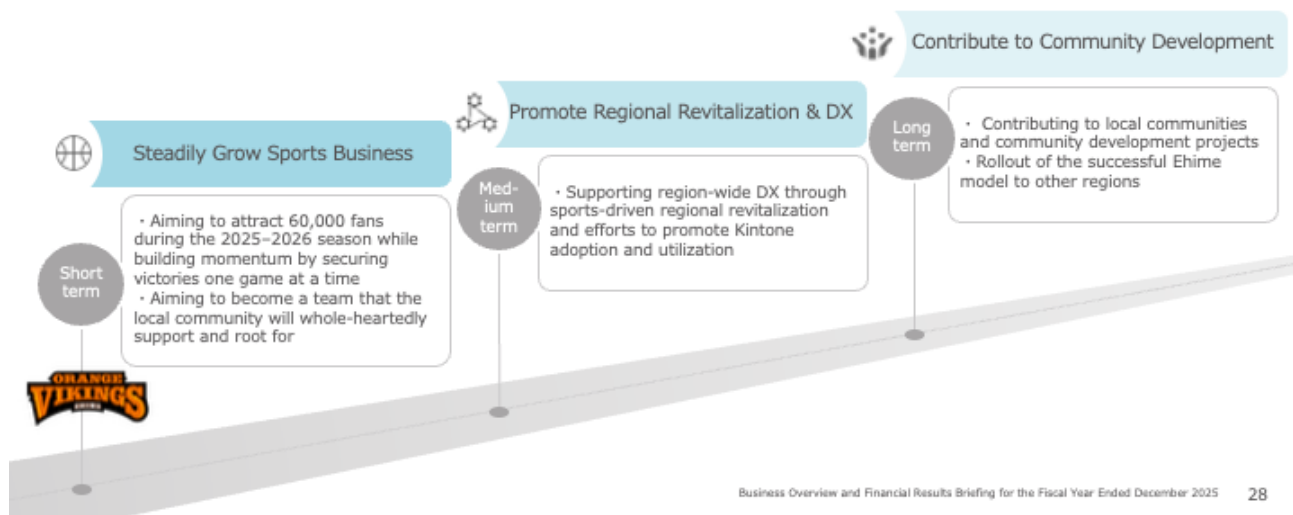 Contribute to Community Development
Promote Regional Revitalization & DX
Steadily Grow Sports Business
Long
term
・ Contributing to local communities
and community development projects
・Rollout of the successful Ehime
model to other regions
Med-
ium
term
・Supporting region-wide DX through
sports-driven regional revitalization
and efforts to promote Kintone
adoption and utilization
Short
term
・Aiming to attract 60,000 fans
during the 2025–2026 season while
building momentum by securing
victories one game at a time
・Aiming to become a team that the
local community will whole-heartedly
support and root for
ORANGE
VIKINGS
Business Overview and Financial Results Briefing for the Fiscal Year Ended December 2025
28